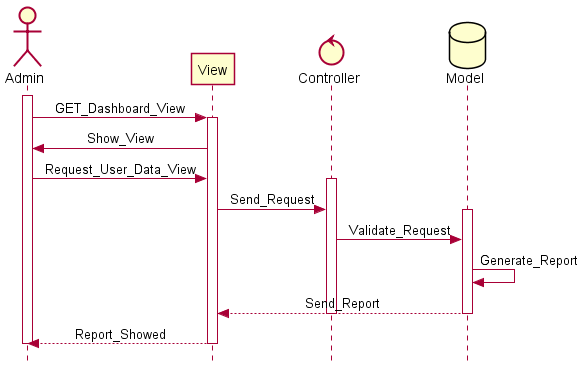 Admin
View
Controller
Model
GET_Dashboard_View
Show_View
Request_User_Data_View
Send_Request
Validate_Request
Generate_Report
Send_Report
Report_Showed